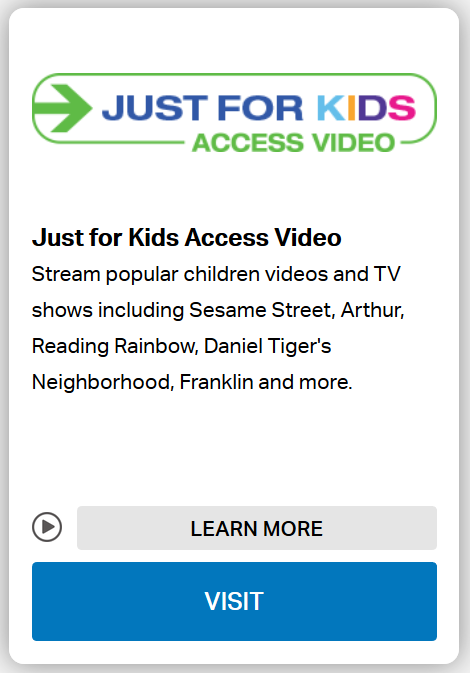 JUST FOR KIDS
ACCESS VIDEO
Just for Kids Access Video
Stream popular children videos and TV
shows including Sesame Street, Arthur,
Reading Rainbow, Daniel Tiger's
Neighborhood, Franklin and more.
LEARN MORE
VISIT